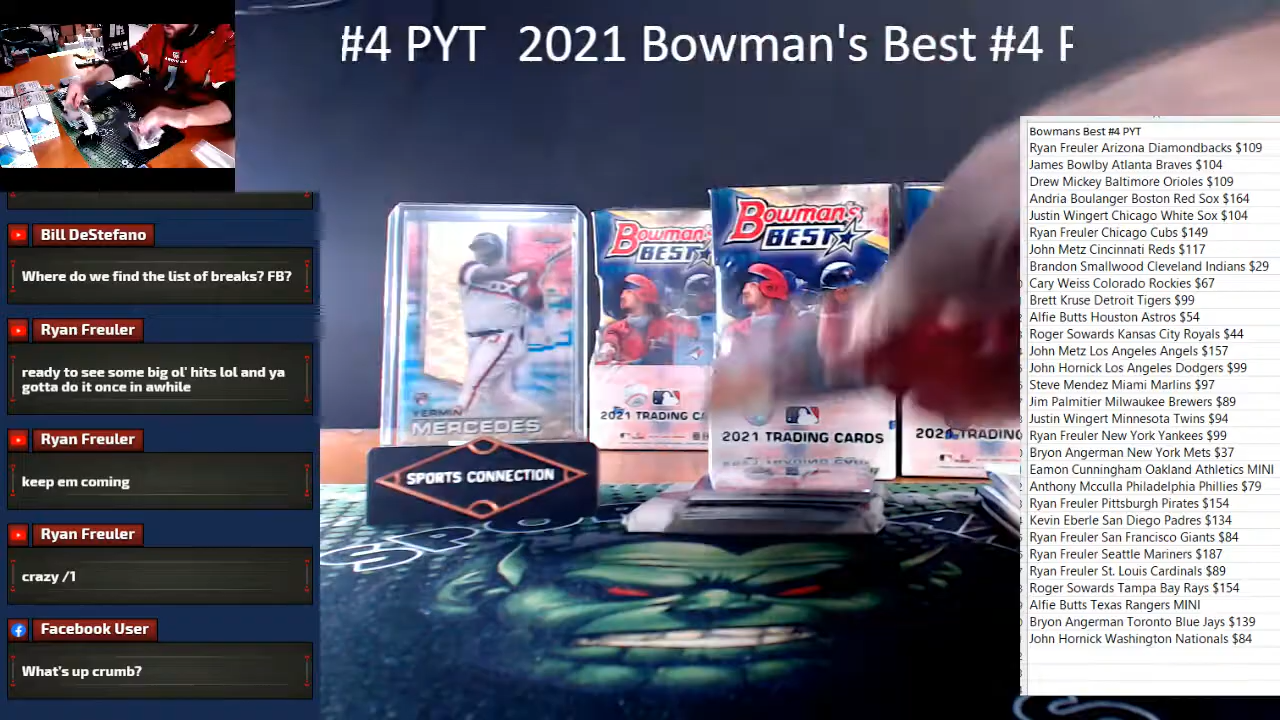 #4 PYT 2021 Bowman's Best #4 P
Bill DeStefano
Where do we find the list of breaks? FB?
Ryan Freuler
ready to see some big ol' hits lol and ya
gotta do it once in awhile
Ryan Freuler
keep em coming
Ryan Freuler
crazy /1
Facebook User
What's up crumb?
YERMIN
MERCEDES
SPORTS CONNECTION
Bowman's
BEST
2021 TRADING C
Bowman's
BEST
2021 TRADING CARDS
2021 TRADING
Bowmans Best #4 PYT
Ryan Freuler Arizona Diamondbacks $109
James Bowlby Atlanta Braves $104
Drew Mickey Baltimore Orioles $109
Andria Boulanger Boston Red Sox $164
Justin Wingert Chicago White Sox $104
Ryan Freuler Chicago Cubs $149
John Metz Cincinnati Reds $117
Brandon Smallwood Cleveland Indians $29
Cary Weiss Colorado Rockies $67
Brett Kruse Detroit Tigers $99
Alfie Butts Houston Astros $54
Roger Sowards Kansas City Royals $44
John Metz Los Angeles Angels $157
John Hornick Los Angeles Dodgers $99
Steve Mendez Miami Marlins $97
Jim Palmitier Milwaukee Brewers $89
Justin Wingert Minnesota Twins $94
Ryan Freuler New York Yankees $99
Bryon Angerman New York Mets $37
Eamon Cunningham Oakland Athletics MINI
Anthony Mcculla Philadelphia Phillies $79
Ryan Freuler Pittsburgh Pirates $154
Kevin Eberle San Diego Padres $134
Ryan Freuler San Francisco Giants $84
Ryan Freuler Seattle Mariners $187
Ryan Freuler St. Louis Cardinals $89
Roger Sowards Tampa Bay Rays $154
Alfie Butts Texas Rangers MINI
Bryon Angerman Toronto Blue Jays $139
John Hornick Washington Nationals $84